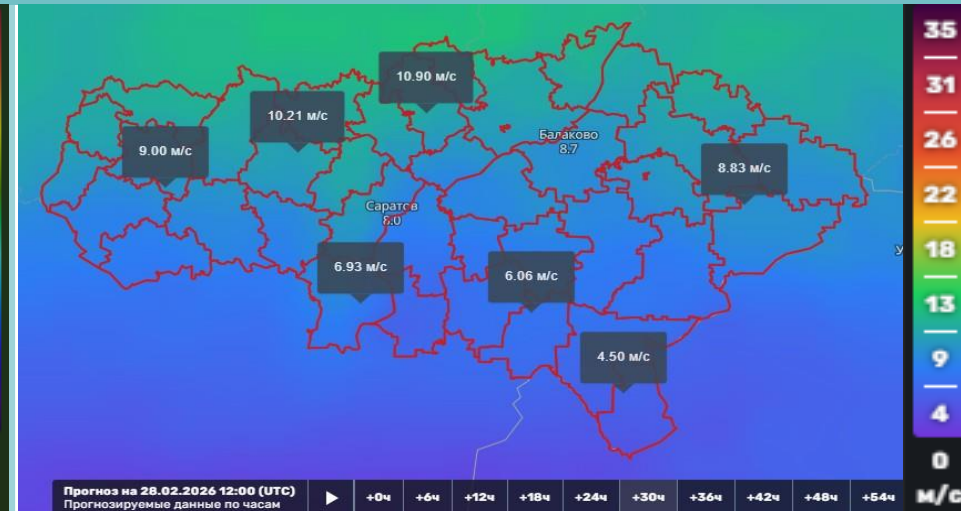 35
31
26
22
18
13
9
4
0
м/с
10.90 м/с
10.21 м/с
9.00 м/с
Балаково
8.7
8.83 м/с
Саратов
8.0
У
6.93 м/с
6.06 м/с
4.50 м/с
Прогноз на 28.02.2026 12:00 (UTC)
Прогнозируемые данные по часам
+0ч +6ч +12ч +18ч +24ч +30ч +36ч +42ч +48ч +54ч